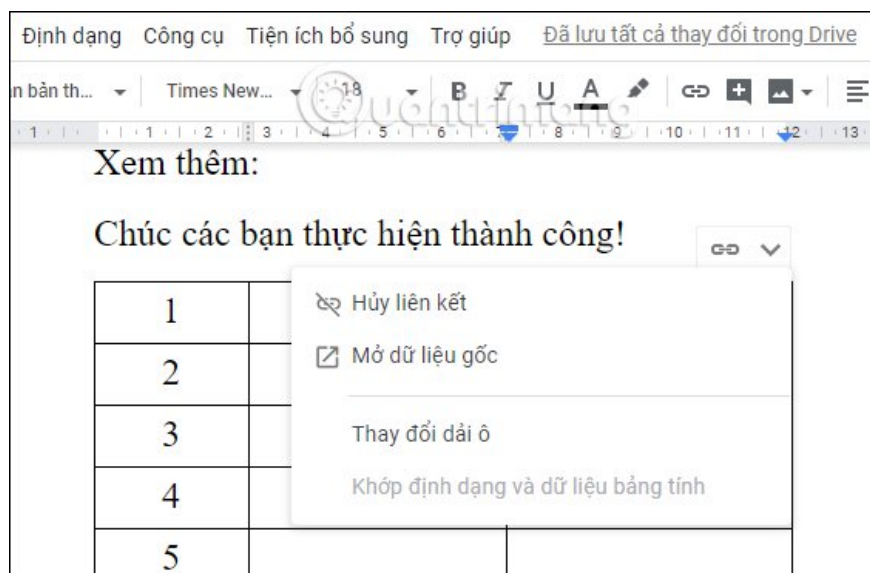 Định dạng Công cụ Tiện ích bổ sung Trợ giúp Đã lưu tất cả thay đổi trong Drive
n bản th... Times New... 18 B I U A
Quantrimang
1 1 2 3 4 5 6 7 8 9 10 11 12 13
Xem thêm:
Chúc các bạn thực hiện thành công!
1
Hủy liên kết
Mở dữ liệu gốc
2
3
Thay đổi dải ô
4
Khớp định dạng và dữ liệu bảng tính
5